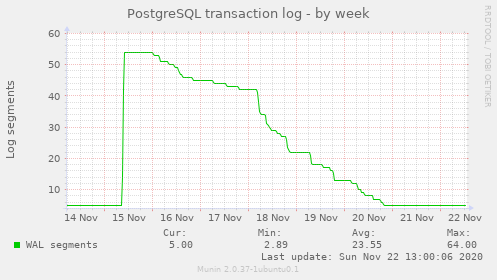 PostgreSQL transaction log - by week
RRDTOOL / TOBI OETIKER
Log segments
60
50
40
30
20
10
14 Nov 15 Nov 16 Nov 17 Nov 18 Nov 19 Nov 20 Nov 21 Nov 22 Nov
Cur: Min: Avg: Max:
WAL segments 5.00 2.89 23.55 64.00
Last update: Sun Nov 22 13:00:06 2020
Munin 2.0.37-1ubuntu0.1